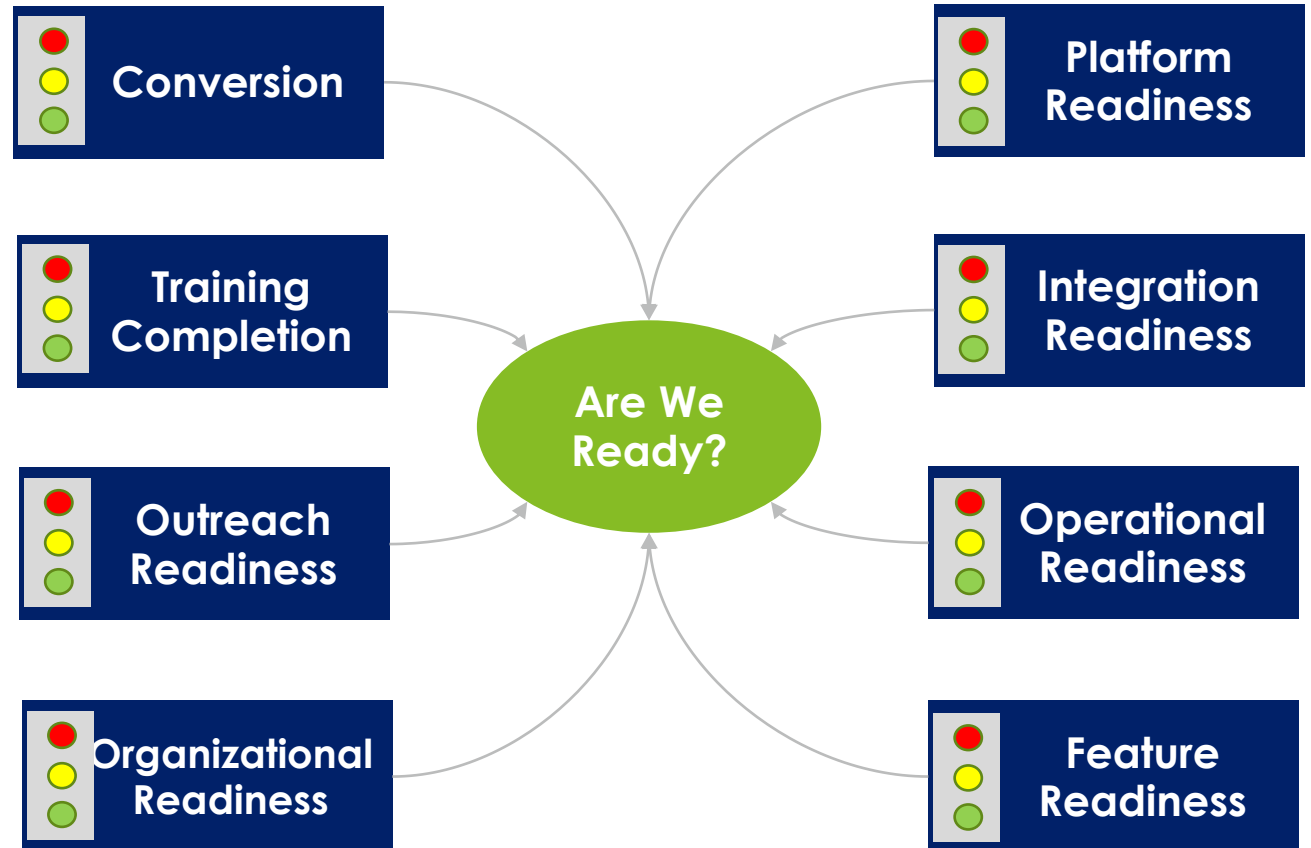 Conversion
Platform
Readiness
Training
Completion
Integration
Readiness
Are We
Ready?
Outreach
Readiness
Operational
Readiness
Organizational
Readiness
Feature
Readiness